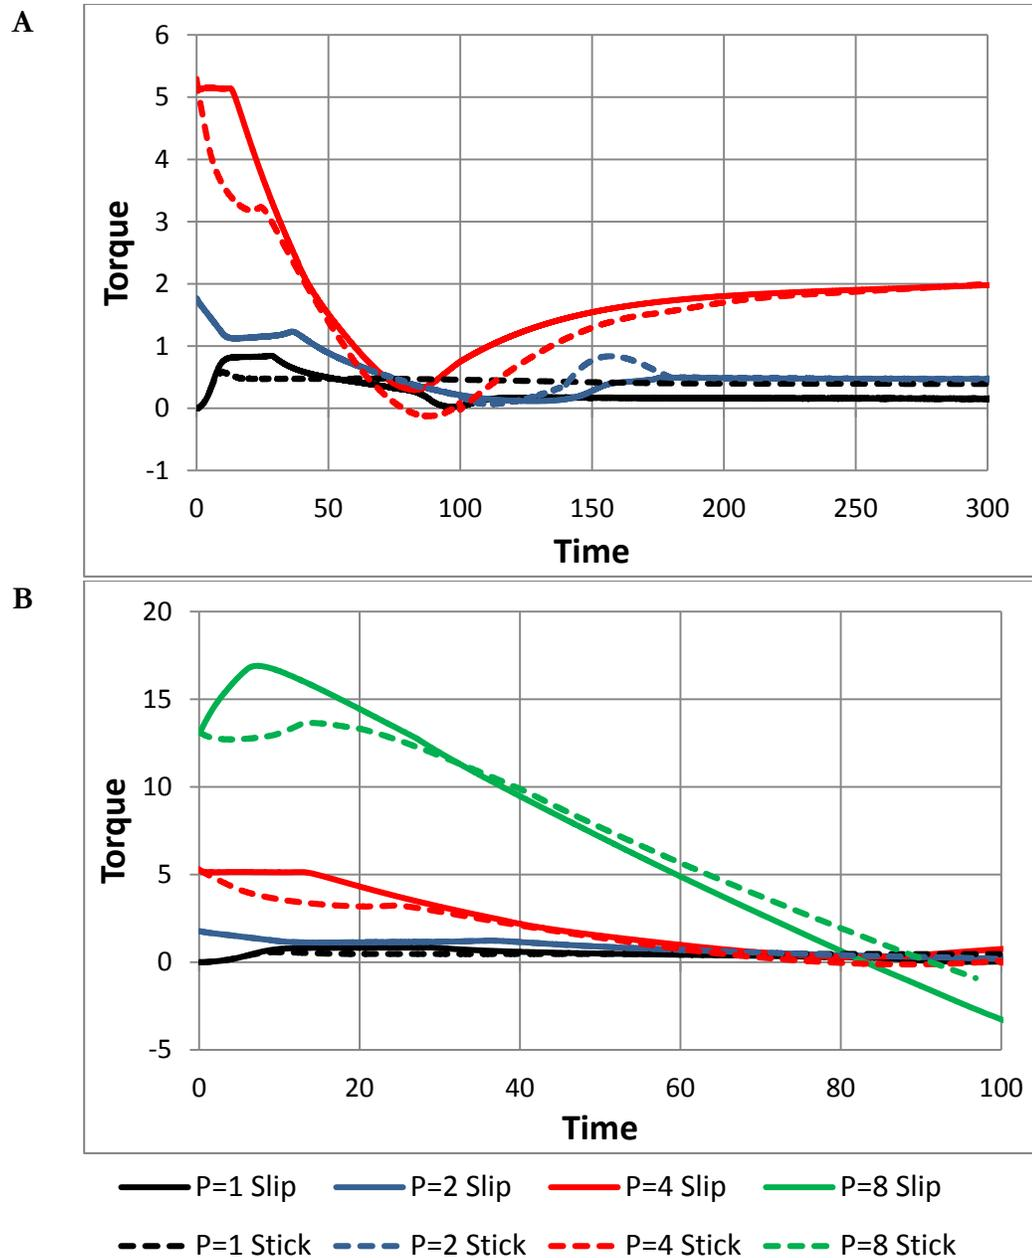 A
6
5
4
3
2
1
0
-1
Torque
0 50 100 150 200 250 300
Time
B
20
15
10
5
0
-5
Torque
0 20 40 60 80 100
Time
P=1 Slip P=2 Slip P=4 Slip P=8 Slip
P=1 Stick P=2 Stick P=4 Stick P=8 Stick